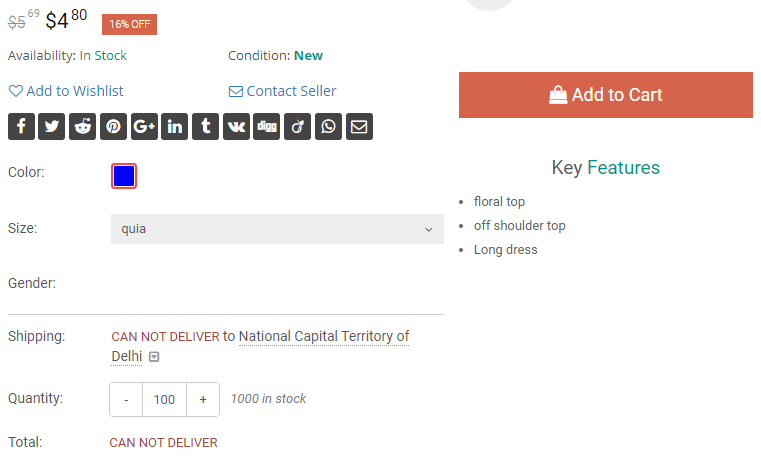 $5 69 $4 80 16% OFF
Availability: In Stock Condition: New
Add to Wishlist Contact Seller
Add to Cart
f G+ in t vk digg
Key Features
Color:
floral top
off shoulder top
Size: quia
Long dress
Gender:
Shipping: CAN NOT DELIVER to National Capital Territory of
Delhi
Quantity: - 100 + 1000 in stock
Total: CAN NOT DELIVER